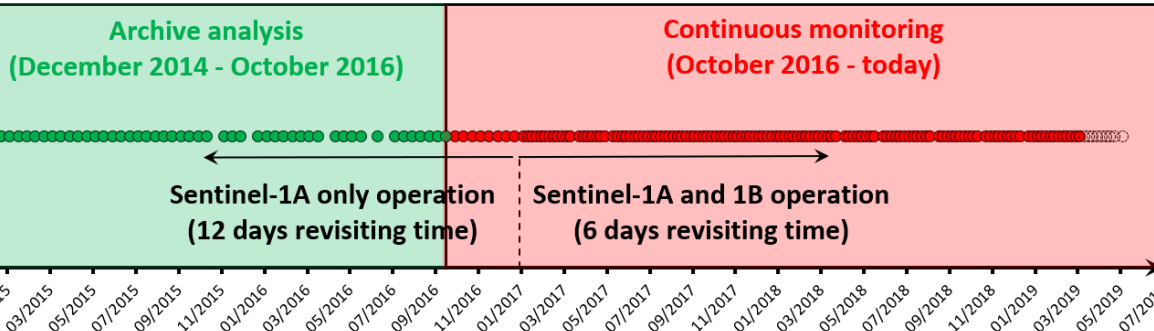 Archive analysis
(December 2014 - October 2016)
Continuous monitoring
(October 2016 - today)
Sentinel-1A only operation
(12 days revisiting time)
Sentinel-1A and 1B operation
(6 days revisiting time)
03/2015 05/2015 07/2015 09/2015 11/2015 01/2016 03/2016 05/2016 07/2016 09/2016 11/2016 01/2017 03/2017 05/2017 07/2017 09/2017 11/2017 01/2018 03/2018 05/2018 07/2018 09/2018 11/2018 01/2019 03/2019 05/2019